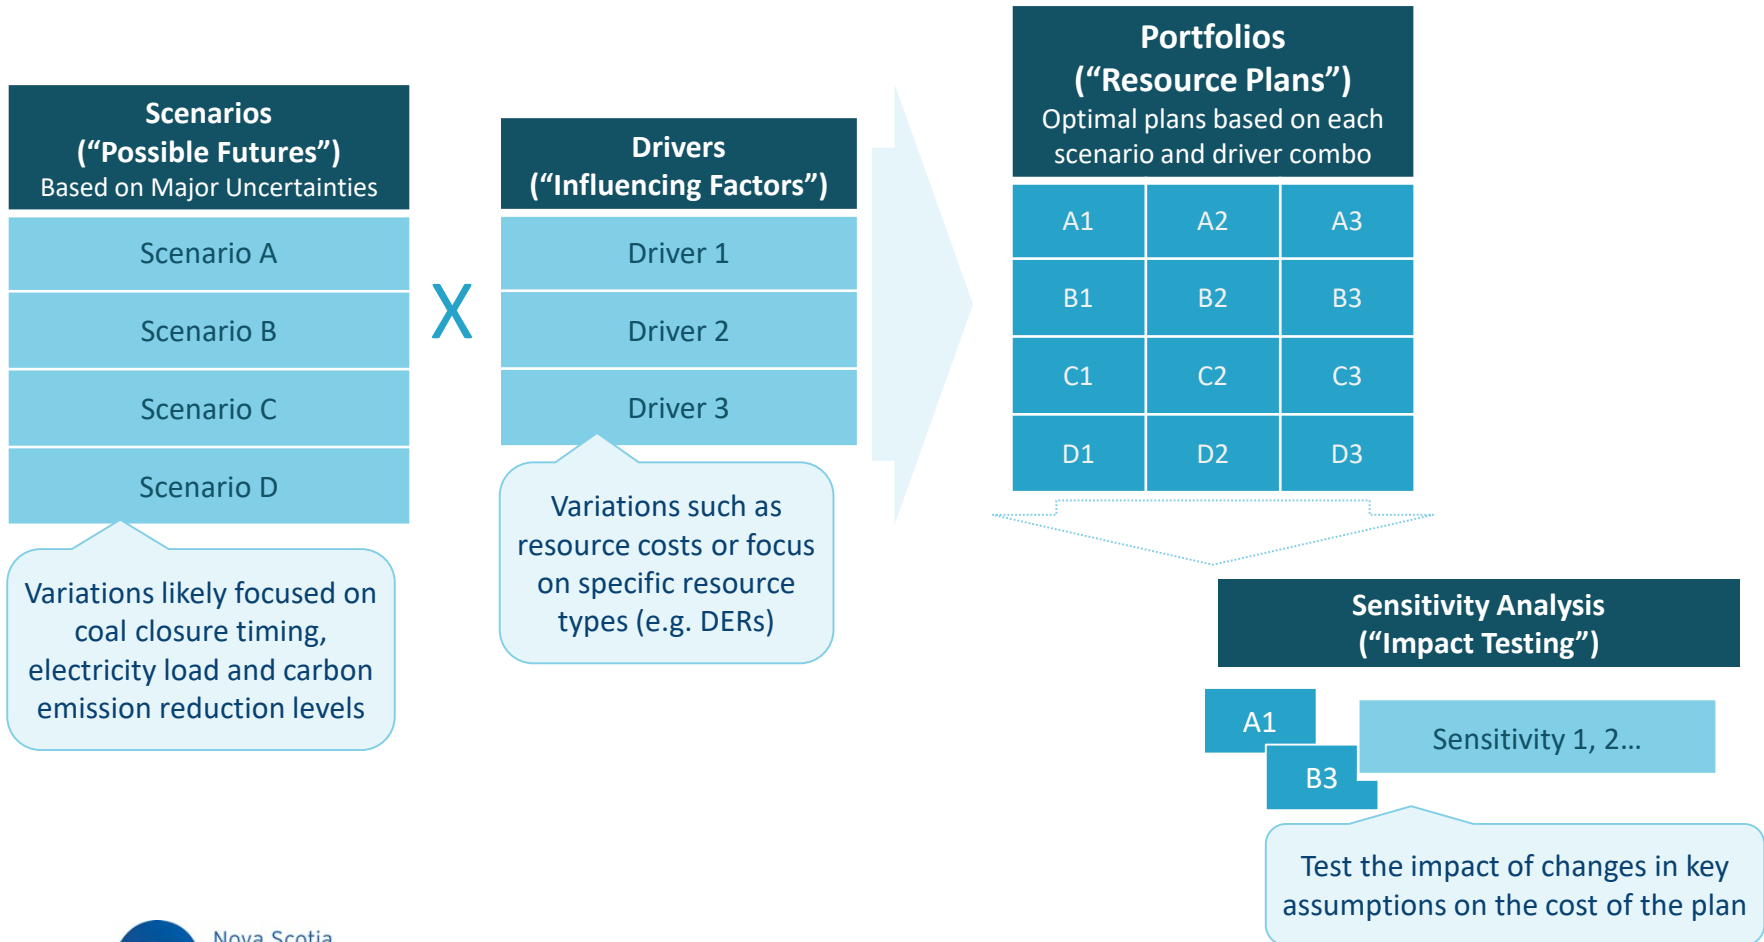 Scenarios
(“Possible Futures”)
Based on Major Uncertainties
Scenario A
Scenario B
Scenario C
Scenario D
Variations likely focused on
coal closure timing,
electricity load and carbon
emission reduction levels
X
Drivers
(“Influencing Factors”)
Driver 1
Driver 2
Driver 3
Variations such as
resource costs or focus
on specific resource
types (e.g. DERs)
Portfolios
(“Resource Plans”)
Optimal plans based on each
scenario and driver combo
A1 A2 A3
B1 B2 B3
C1 C2 C3
D1 D2 D3
Sensitivity Analysis
(“Impact Testing”)
A1
B3
Sensitivity 1, 2...
Test the impact of changes in key
assumptions on the cost of the plan
Nova Scotia